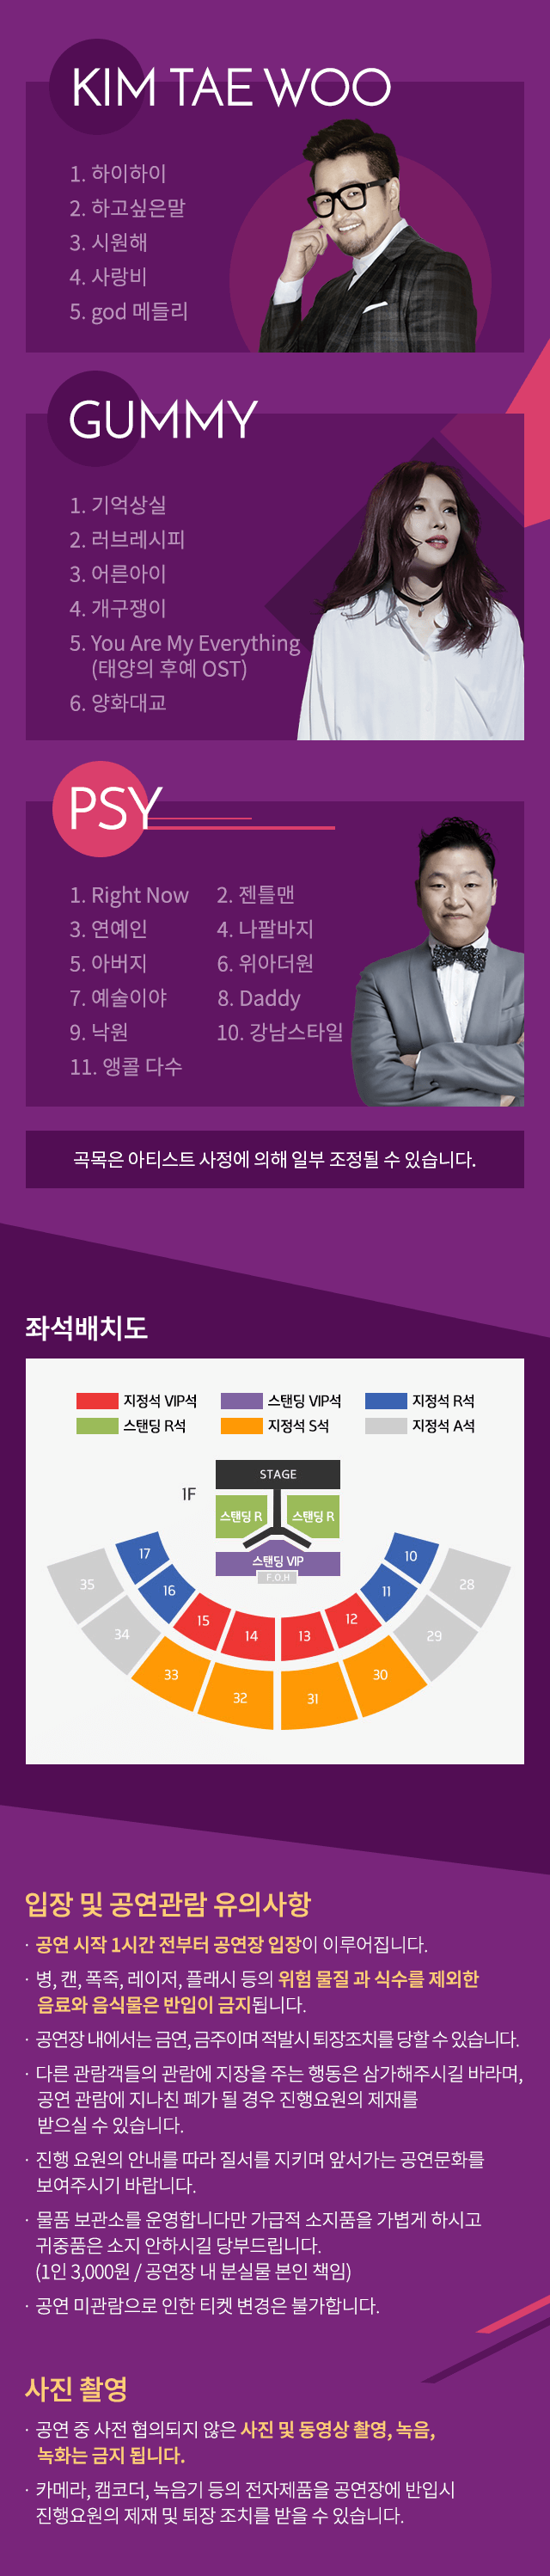 KIM TAE WOO
1. 하이하이
2. 하고싶은말
3. 시원해
4. 사랑비
5. god 메들리
GUMMY
1. 기억상실
2. 러브레시피
3. 어른아이
4. 개구쟁이
5. You Are My Everything
(태양의 후예 OST)
6. 양화대교
PSY
1. Right Now 2. 젠틀맨
3. 연예인 4. 나팔바지
5. 아버지 6. 위아더원
7. 예술이야 8. Daddy
9. 낙원 10. 강남스타일
11. 앵콜 다수
곡목은 아티스트 사정에 의해 일부 조정될 수 있습니다.
좌석배치도
지정석 VIP석 스탠딩 VIP석 지정석 R석
스탠딩 R석 지정석 S석 지정석 A석
STAGE
1F
스탠딩 R 스탠딩 R
스탠딩 VIP
F.O.H
17 10
35 16 11 28
15 12
34 14 13 29
33 30
32 31
입장 및 공연관람 유의사항
· 공연 시작 1시간 전부터 공연장 입장이 이루어집니다.
· 병, 캔, 폭죽, 레이저, 플래시 등의 위험 물질 과 식수를 제외한
음료와 음식물은 반입이 금지됩니다.
· 공연장 내에서는 금연, 금주이며 적발시 퇴장조치를 당할 수 있습니다.
· 다른 관람객들의 관람에 지장을 주는 행동은 삼가해주시길 바라며,
공연 관람에 지나친 폐가 될 경우 진행요원의 제재를
받으실 수 있습니다.
· 진행 요원의 안내를 따라 질서를 지키며 앞서가는 공연문화를
보여주시기 바랍니다.
· 물품 보관소를 운영합니다만 가급적 소지품을 가볍게 하시고
귀중품은 소지 안하시길 당부드립니다.
(1인 3,000원 / 공연장 내 분실물 본인 책임)
· 공연 미관람으로 인한 티켓 변경은 불가합니다.
사진 촬영
· 공연 중 사전 협의되지 않은 사진 및 동영상 촬영, 녹음,
녹화는 금지 됩니다.
· 카메라, 캠코더, 녹음기 등의 전자제품을 공연장에 반입시
진행요원의 제재 및 퇴장 조치를 받을 수 있습니다.